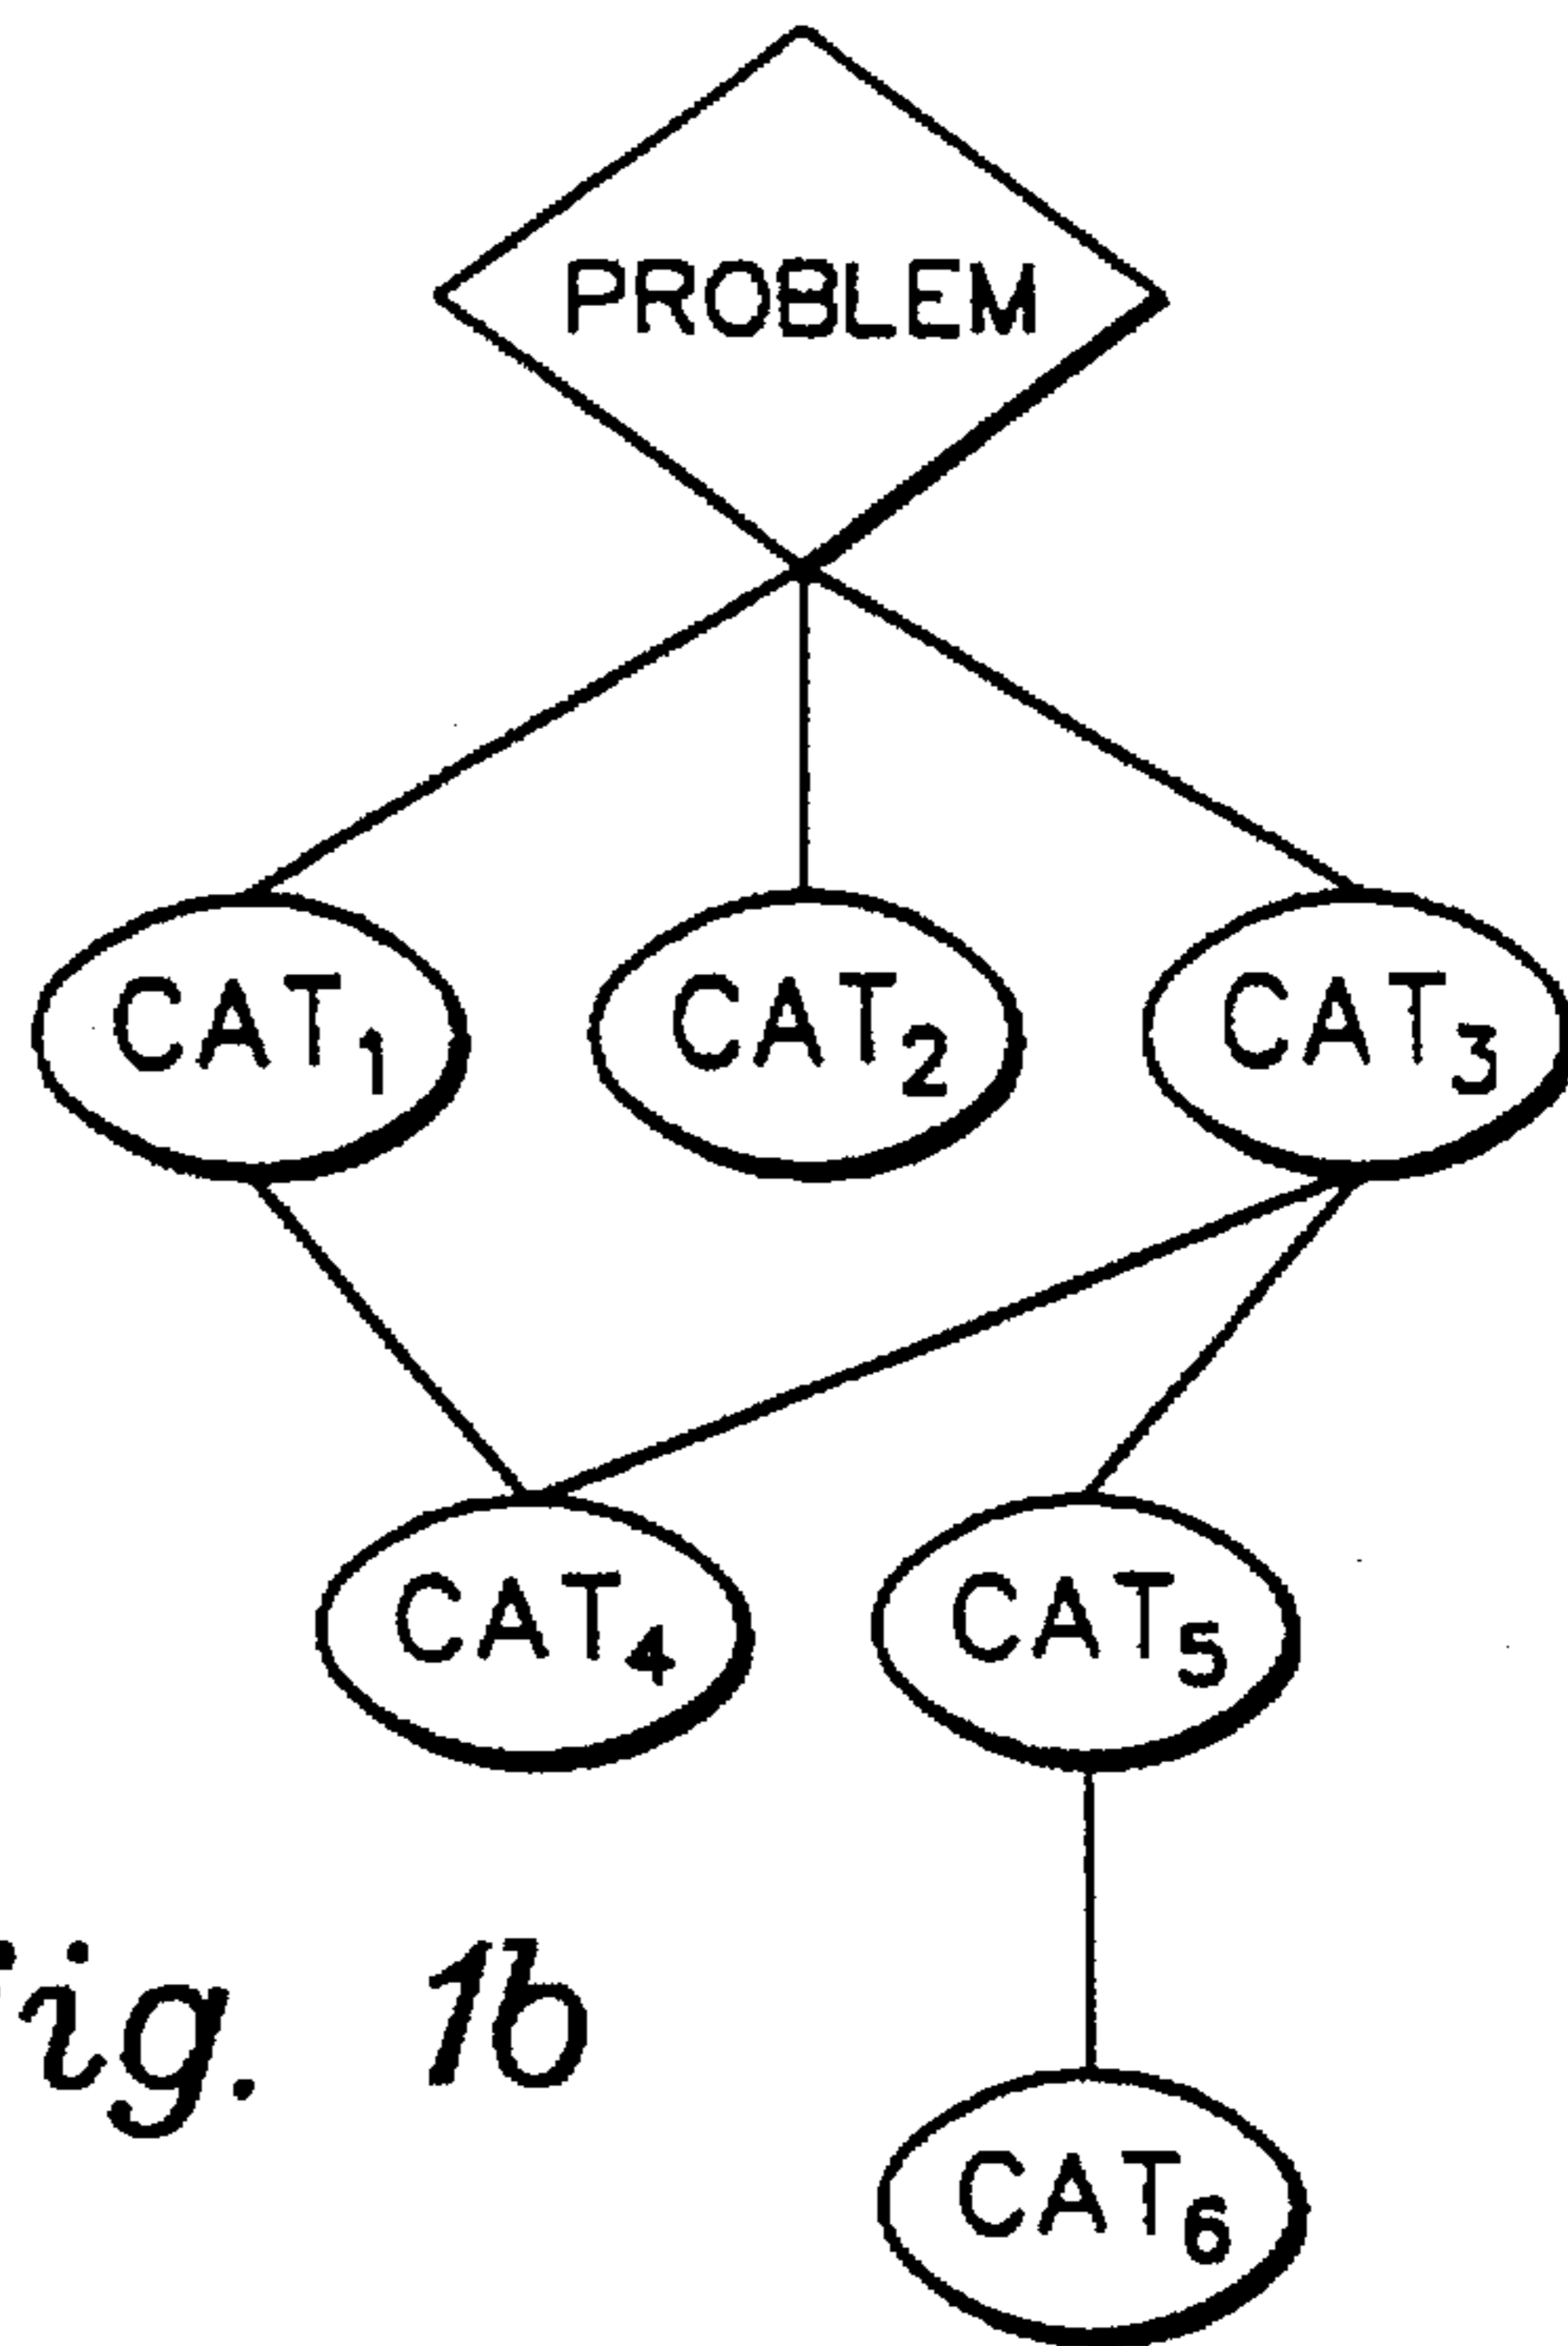 PROBLEM
CAT₁ CAT₂ CAT₃
CAT₄ CAT₅
ig. 1b
CAT₆